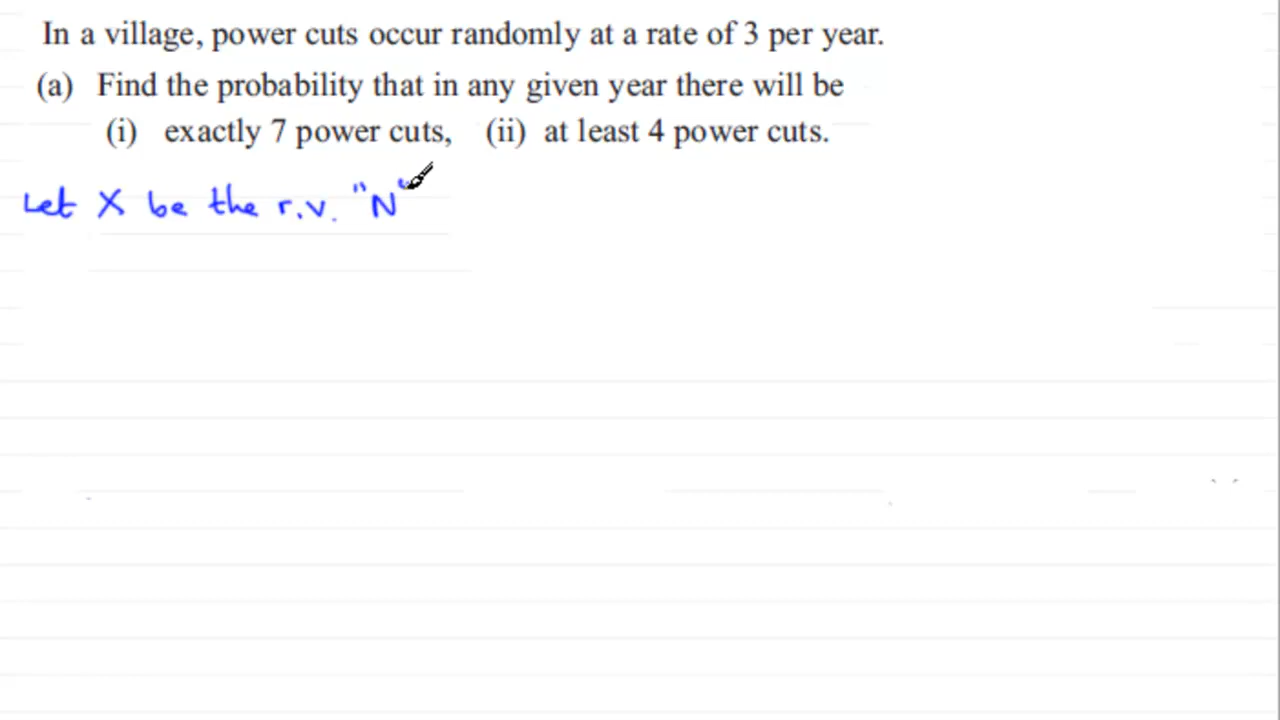 In a village, power cuts occur randomly at a rate of 3 per year.
(a) Find the probability that in any given year there will be
(i) exactly 7 power cuts, (ii) at least 4 power cuts.
Let X be the r.v. "N"